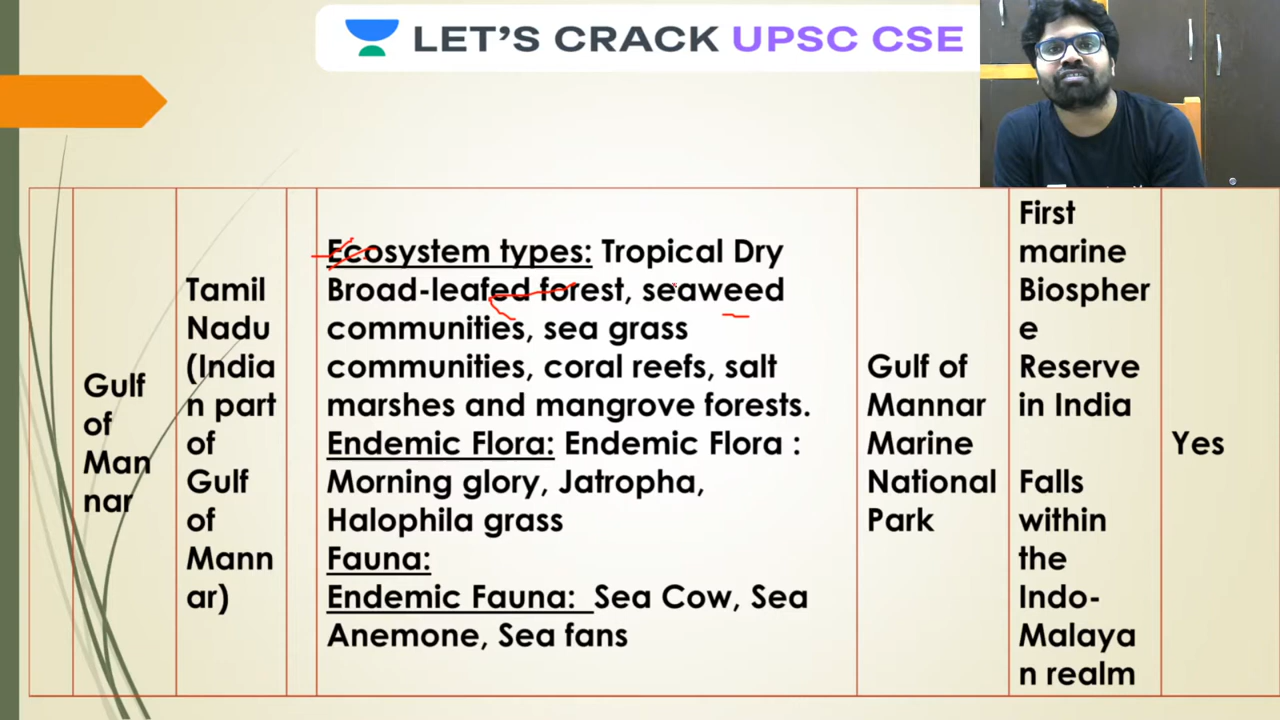 LET'S CRACK UPSC CSE
Gulf
of
Man
nar
Tamil
Nadu
(India
n part
of
Gulf
of
Mann
ar)
Ecosystem types: Tropical Dry
Broad-leafed forest, seaweed
communities, sea grass
communities, coral reefs, salt
marshes and mangrove forests.
Endemic Flora: Endemic Flora :
Morning glory, Jatropha,
Halophila grass
Fauna:
Endemic Fauna: Sea Cow, Sea
Anemone, Sea fans
Gulf of
Mannar
Marine
National
Park
First
marine
Biospher
e
Reserve
in India
Falls
within
the
Indo-
Malaya
n realm
Yes